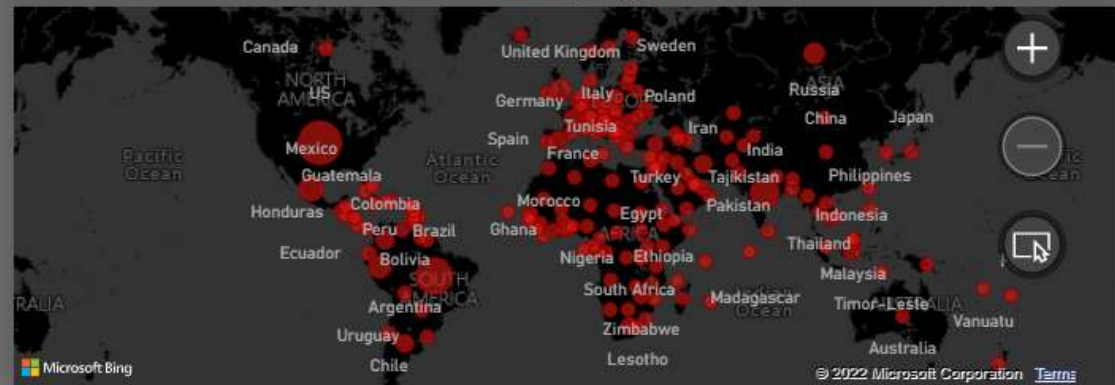 Canada
United Kingdom
Sweden
NORTH
AMERICA
US
ASIA
Russia
Germany
Italy
Poland
China
Japan
Spain
Tunisia
Iran
India
Mexico
France
Pacific
Ocean
Atlantic
Ocean
Guatemala
Turkey
Tajikistan
Philippines
Honduras
Colombia
Morocco
Egypt
Pakistan
Indonesia
Peru
Brazil
Ghana
AFRICA
Ecuador
Bolivia
Nigeria
Ethiopia
Thailand
Malaysia
SOUTH
AMERICA
South Africa
Madagascar
Indian
Ocean
Timor-Leste
AUSTRALIA
TRALIA
Argentina
Vanuatu
Uruguay
Zimbabwe
Australia
Chile
Lesotho
Microsoft Bing
© 2022 Microsoft Corporation Terms